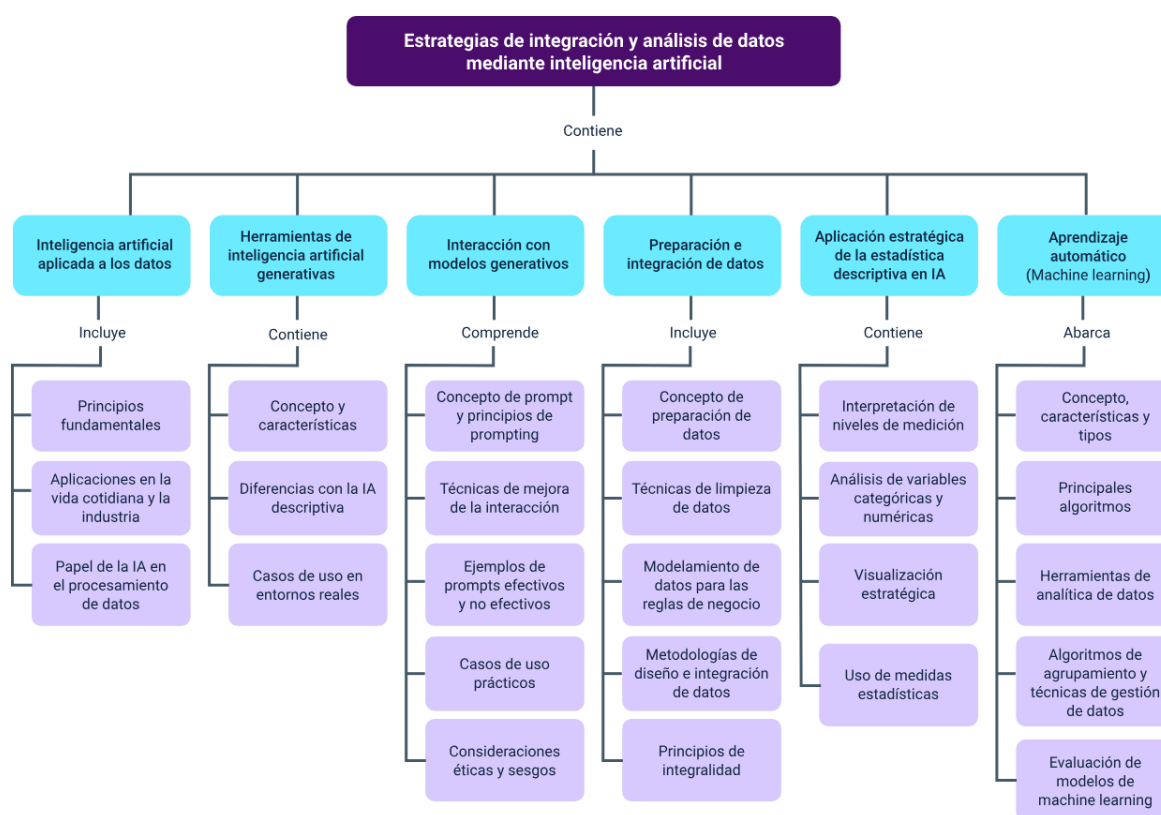 Estrategias de integración y análisis de datos
mediante inteligencia artificial
Contiene
Inteligencia artificial
aplicada a los datos
Incluye
Principios
fundamentales
Aplicaciones en la
vida cotidiana y la
industria
Papel de la IA en
el procesamiento
de datos
Herramientas de
inteligencia artificial
generativas
Contiene
Concepto y
características
Diferencias con la IA
descriptiva
Casos de uso en
entornos reales
Interacción con
modelos generativos
Comprende
Concepto de prompt
y principios de
prompting
Técnicas de mejora
de la interacción
Ejemplos de
prompts efectivos
y no efectivos
Casos de uso
prácticos
Consideraciones
éticas y sesgos
Preparación e
integración de datos
Incluye
Concepto de
preparación de
datos
Técnicas de limpieza
de datos
Modelamiento de
datos para las
reglas de negocio
Metodologías de
diseño e integración
de datos
Principios de
integralidad
Aplicación estratégica
de la estadística
descriptiva en IA
Contiene
Interpretación de
niveles de medición
Análisis de variables
categóricas y
numéricas
Visualización
estratégica
Uso de medidas
estadísticas
Aprendizaje
automático
(Machine learning)
Abarca
Concepto,
características y
tipos
Principales
algoritmos
Herramientas de
analítica de datos
Algoritmos de
agrupamiento y
técnicas de gestión
de datos
Evaluación de
modelos de
machine learning